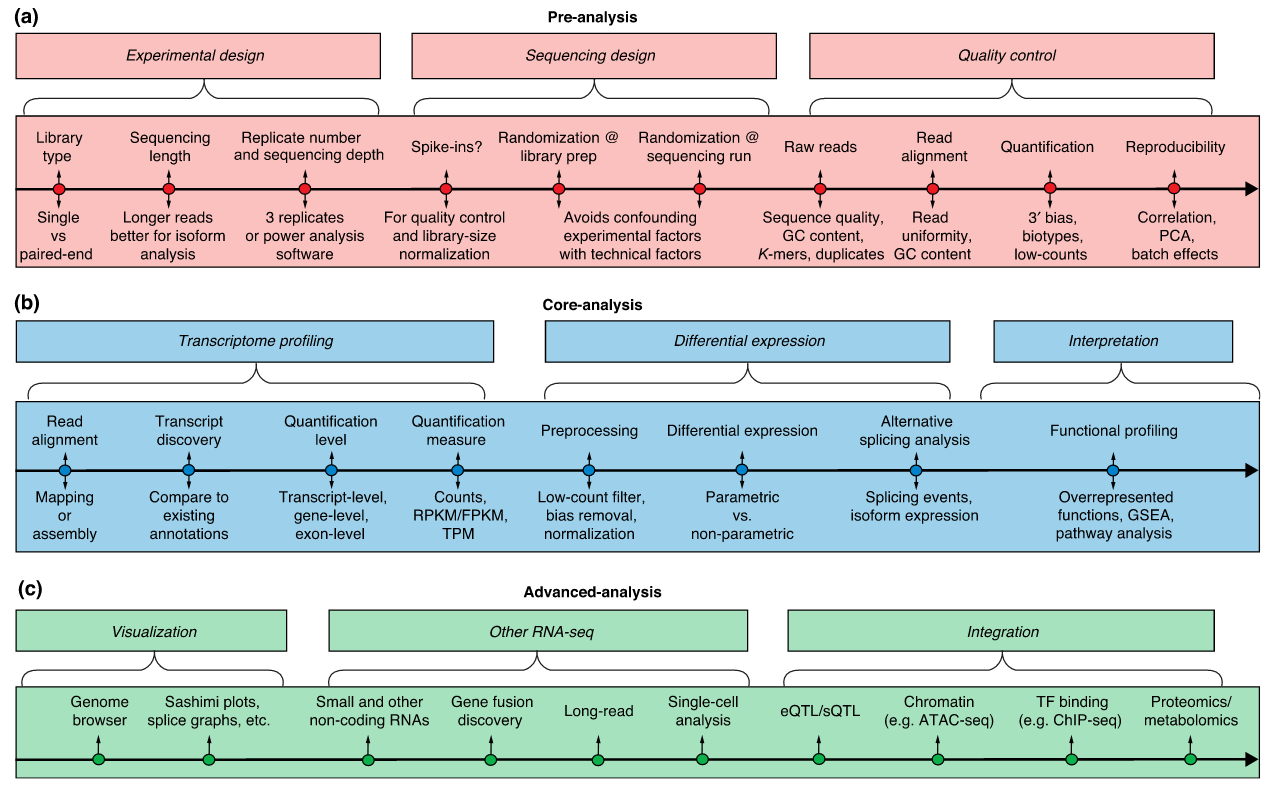 (a)
Pre-analysis
Experimental design
Sequencing design
Quality control
Library
type
Sequencing
length
Replicate number
and sequencing depth
Spike-ins?
Randomization @
library prep
Randomization @
sequencing run
Raw reads
Read
alignment
Quantification
Reproducibility
Single
vs
paired-end
Longer reads
better for isoform
analysis
3 replicates
or power analysis
software
For quality control
and library-size
normalization
Avoids confounding
experimental factors
with technical factors
Sequence quality,
GC content,
K-mers, duplicates
Read
uniformity,
GC content
3′ bias,
biotypes,
low-counts
Correlation,
PCA,
batch effects
(b)
Core-analysis
Transcriptome profiling
Differential expression
Interpretation
Read
alignment
Transcript
discovery
Quantification
level
Quantification
measure
Preprocessing
Differential expression
Alternative
splicing analysis
Functional profiling
Mapping
or
assembly
Compare to
existing
annotations
Transcript-level,
gene-level,
exon-level
Counts,
RPKM/FPKM,
TPM
Low-count filter,
bias removal,
normalization
Parametric
vs.
non-parametric
Splicing events,
isoform expression
Overrepresented
functions, GSEA,
pathway analysis
(c)
Advanced-analysis
Visualization
Other RNA-seq
Integration
Genome
browser
Sashimi plots,
splice graphs, etc.
Small and other
non-coding RNAs
Gene fusion
discovery
Long-read
Single-cell
analysis
eQTL/sQTL
Chromatin
(e.g. ATAC-seq)
TF binding
(e.g. ChIP-seq)
Proteomics/
metabolomics